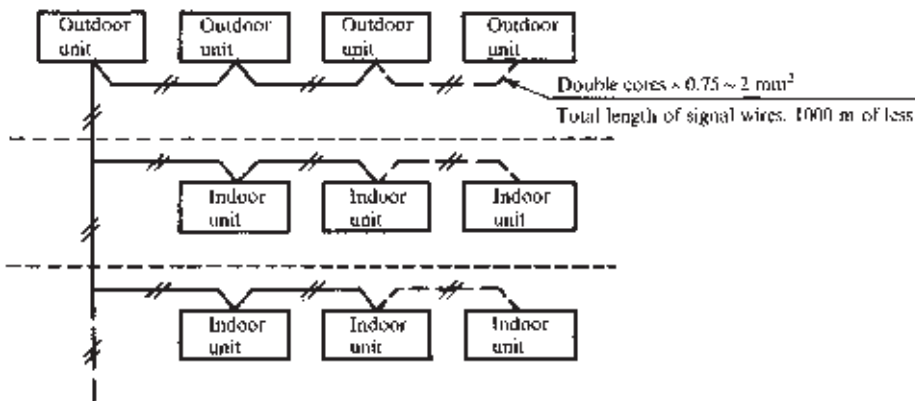 Outdoor unit
Outdoor unit
Outdoor unit
Outdoor unit
Double cores × 0.75 ~ 2 mm²
Total length of signal wires. 1000 m of less
Indoor unit
Indoor unit
Indoor unit
Indoor unit
Indoor unit
Indoor unit